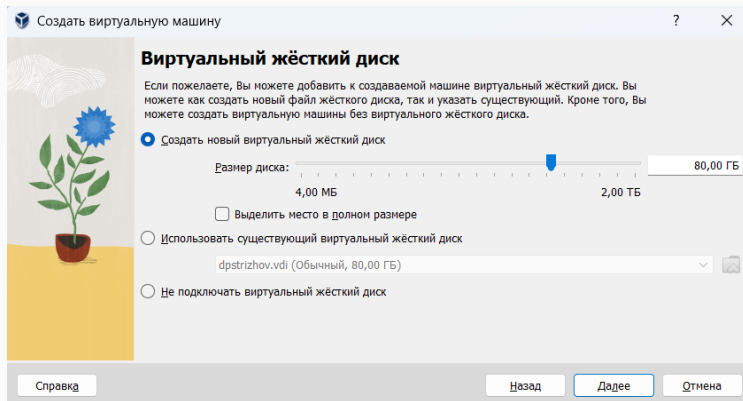 Создать виртуальную машину
?
Виртуальный жёсткий диск
Если пожелаете, Вы можете добавить к создаваемой машине виртуальный жёсткий диск. Вы
можете как создать новый файл жёсткого диска, так и указать существующий. Кроме того, Вы
можете создать виртуальную машины без виртуального жёсткого диска.
Создать новый виртуальный жёсткий диск
Размер диска:
80,00 ГБ
4,00 МБ
2,00 ТБ
Выделить место в полном размере
Использовать существующий виртуальный жёсткий диск
dpstrizhov.vdi (Обычный, 80,00 ГБ)
Не подключать виртуальный жёсткий диск
Справка
Назад
Далее
Отмена